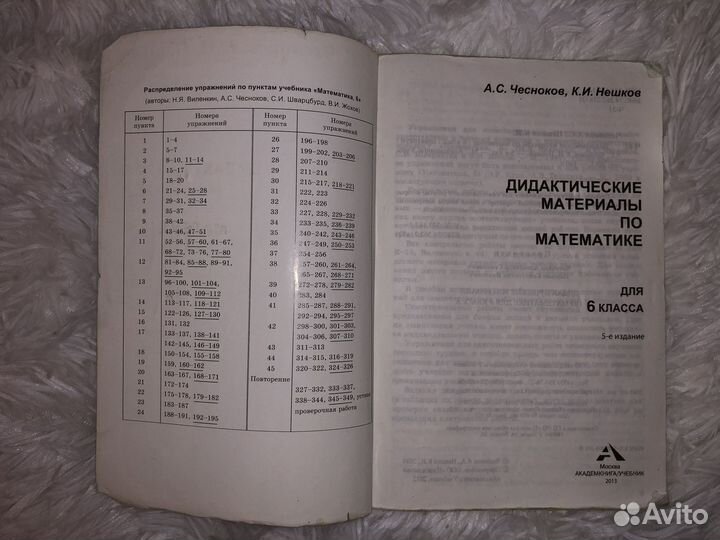 Распределение упражнений по пунктам учебника «Математика, 6»
(авторы: Н.Я. Виленкин, А.С. Чесноков, С.И. Шварцбурд, В.И. Жохов)
Номер пункта Номера упражнений
1 1–4
2 5–7
3 8–10, 11–14
4 15–17
5 18–20
6 21–24, 25–28
7 29–31, 32–34
8 35–37
9 38–42
10 43–46, 47–51
11 52–56, 57–60, 61–67,
68–72, 73–76, 77–80
12 81–84, 85–88, 89–91,
92–95
13 96–100, 101–104,
105–108, 109–112
14 113–117, 118–121
15 122–126, 127–130
16 131, 132
17 133–137, 138–141
142–145, 146–149
18 150–154, 155–158
19 159, 160–162
20 163–167, 168–171
21 172–174
22 175–178, 179–182
23 183–187
24 188–191, 192–195
Номера упражнений
26 196–198
27 199–202, 203–206
28 207–210
29 211–214
30 215–217, 218–221
31 222, 223
32 224–226
33 227, 228, 229–232
34 233–235, 236–239
35 240–242, 243–246
36 247–249, 250–253
37 254–256
38 257–260, 261–264,
265–267, 268–271
39 272–278, 279–282
40 283, 284
41 285–287, 288–291,
292–294, 295–297
42 298–300, 301–303,
304–306, 307–310
43 311–313
44 314–315, 316–319
45 320–322, 324–326
Повторение
327–332, 333–337,
338–344, 345–349,
проверочная работа
А.С. Чесноков, К.И. Нешков
ДИДАКТИЧЕСКИЕ
МАТЕРИАЛЫ
ПО
МАТЕМАТИКЕ
ДЛЯ
6 КЛАССА
5-е издание
Москва
АКАДЕМКНИГА/УЧЕБНИК
2013
Avito